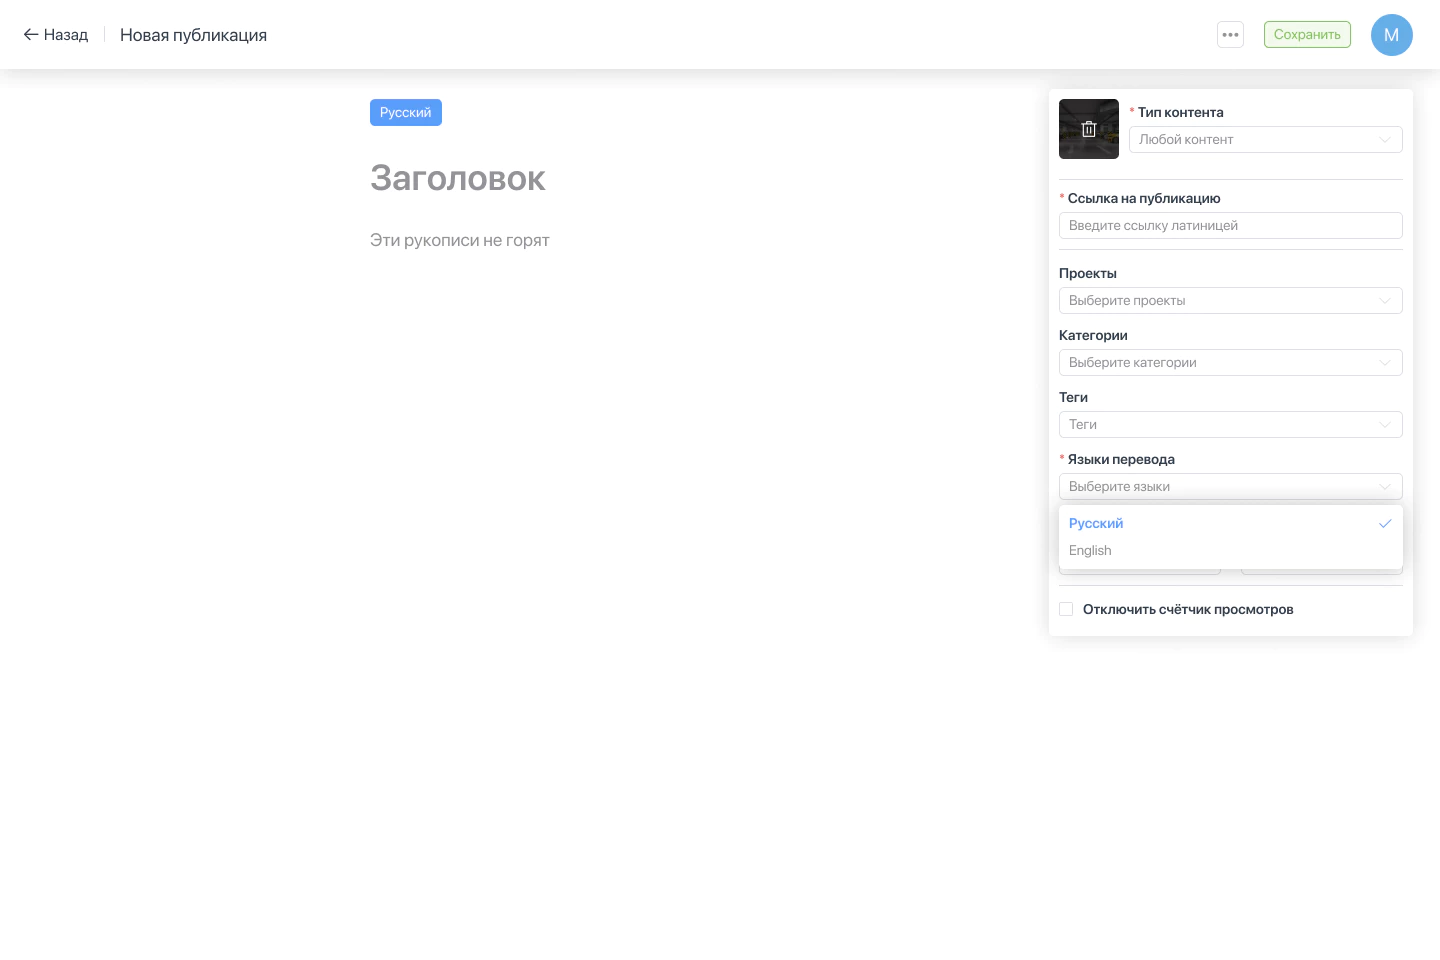 Назад
Новая публикация
Сохранить
M
Русский
Заголовок
Эти рукописи не горят
* Тип контента
Любой контент
* Ссылка на публикацию
Введите ссылку латиницей
Проекты
Выберите проекты
Категории
Выберите категории
Теги
Теги
* Языки перевода
Выберите языки
Русский
English
Отключить счётчик просмотров